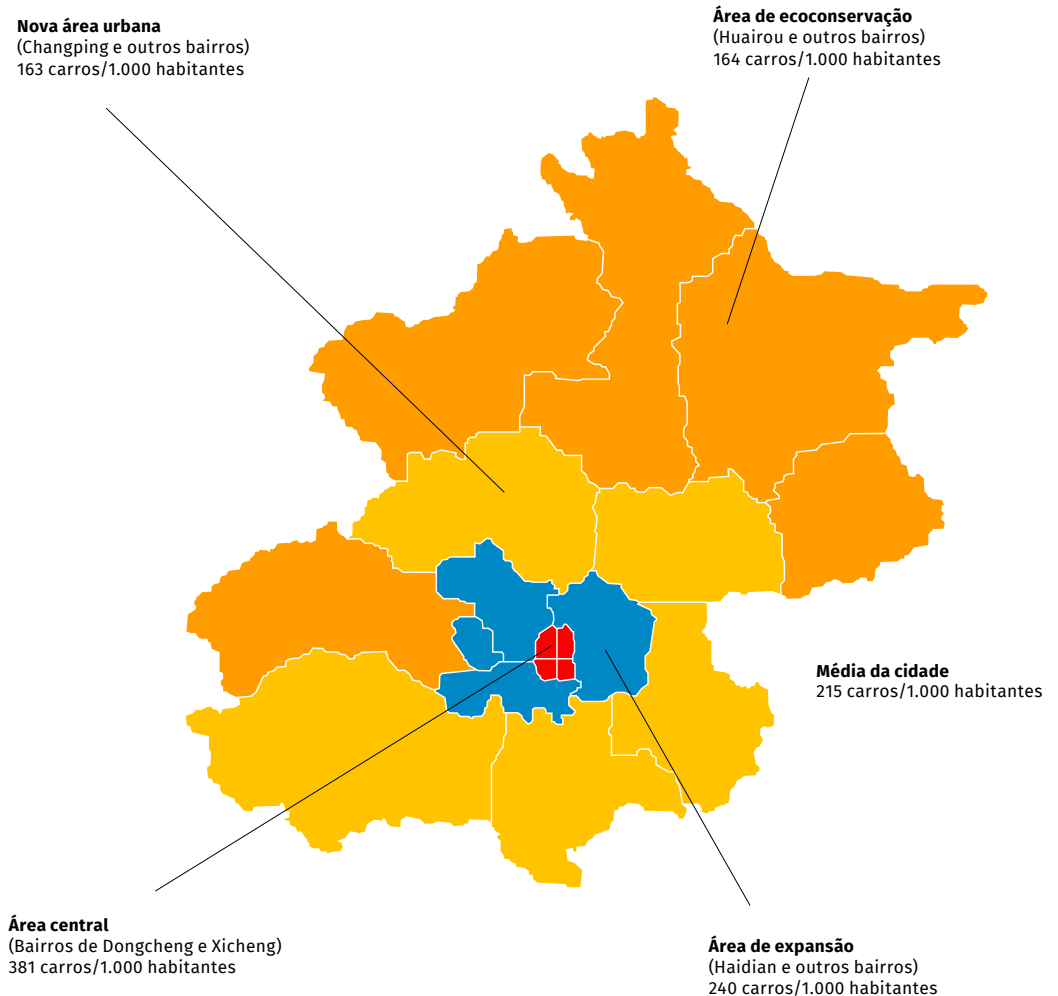 Nova área urbana
(Changping e outros bairros)
163 carros/1.000 habitantes
Área de ecoconservação
(Huairou e outros bairros)
164 carros/1.000 habitantes
Média da cidade
215 carros/1.000 habitantes
Área central
(Bairros de Dongcheng e Xicheng)
381 carros/1.000 habitantes
Área de expansão
(Haidian e outros bairros)
240 carros/1.000 habitantes